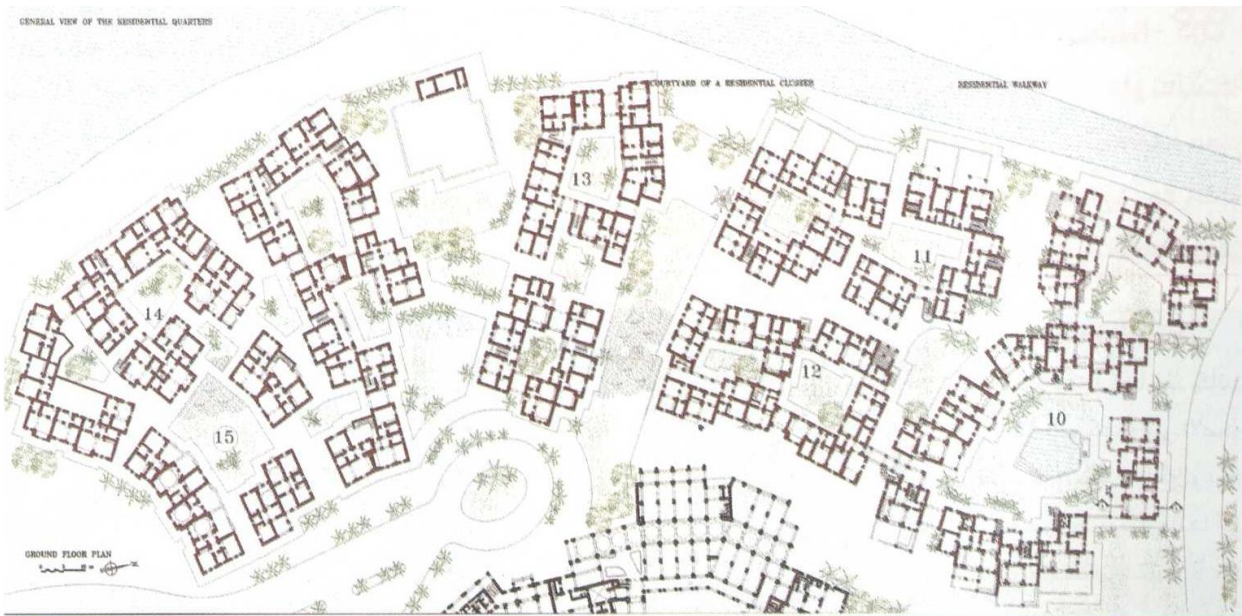 GENERAL VIEW OF THE RESIDENTIAL QUARTERS
COURTYARD OF A RESIDENTIAL CLUSTER
RESIDENTIAL WALKWAY
13
11
14
12
10
15
GROUND FLOOR PLAN